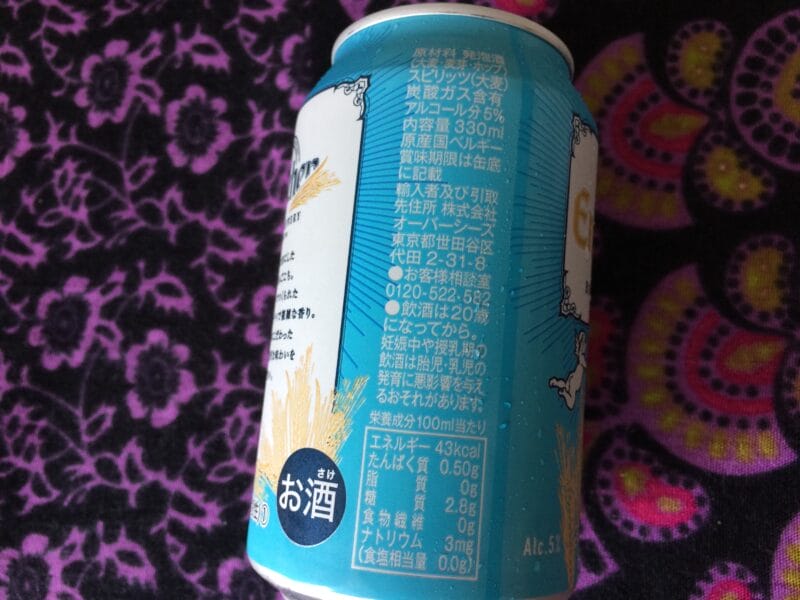 原材料 発泡酒
(大麦・麦芽・ホップ)
スピリッツ(大麦)
炭酸ガス含有
アルコール分5%
内容量 330ml
原産国ベルギー
賞味期限は缶底
に記載
輸入者及び引取
先住所 株式会社
オーバーシーズ
東京都世田谷区
代田 2-31-8
●お客様相談室
0120-522-582
●飲酒は20歳
になってから。
妊娠中や授乳期の
飲酒は胎児・乳児の
発育に悪影響を与え
るおそれがあります。
栄養成分100ml当たり
エネルギー 43kcal
たんぱく質 0.50g
脂質 0g
糖質 2.8g
食物繊維 0g
ナトリウム 3mg
(食塩相当量 0.0g)
さけ
お酒
Alc.5%